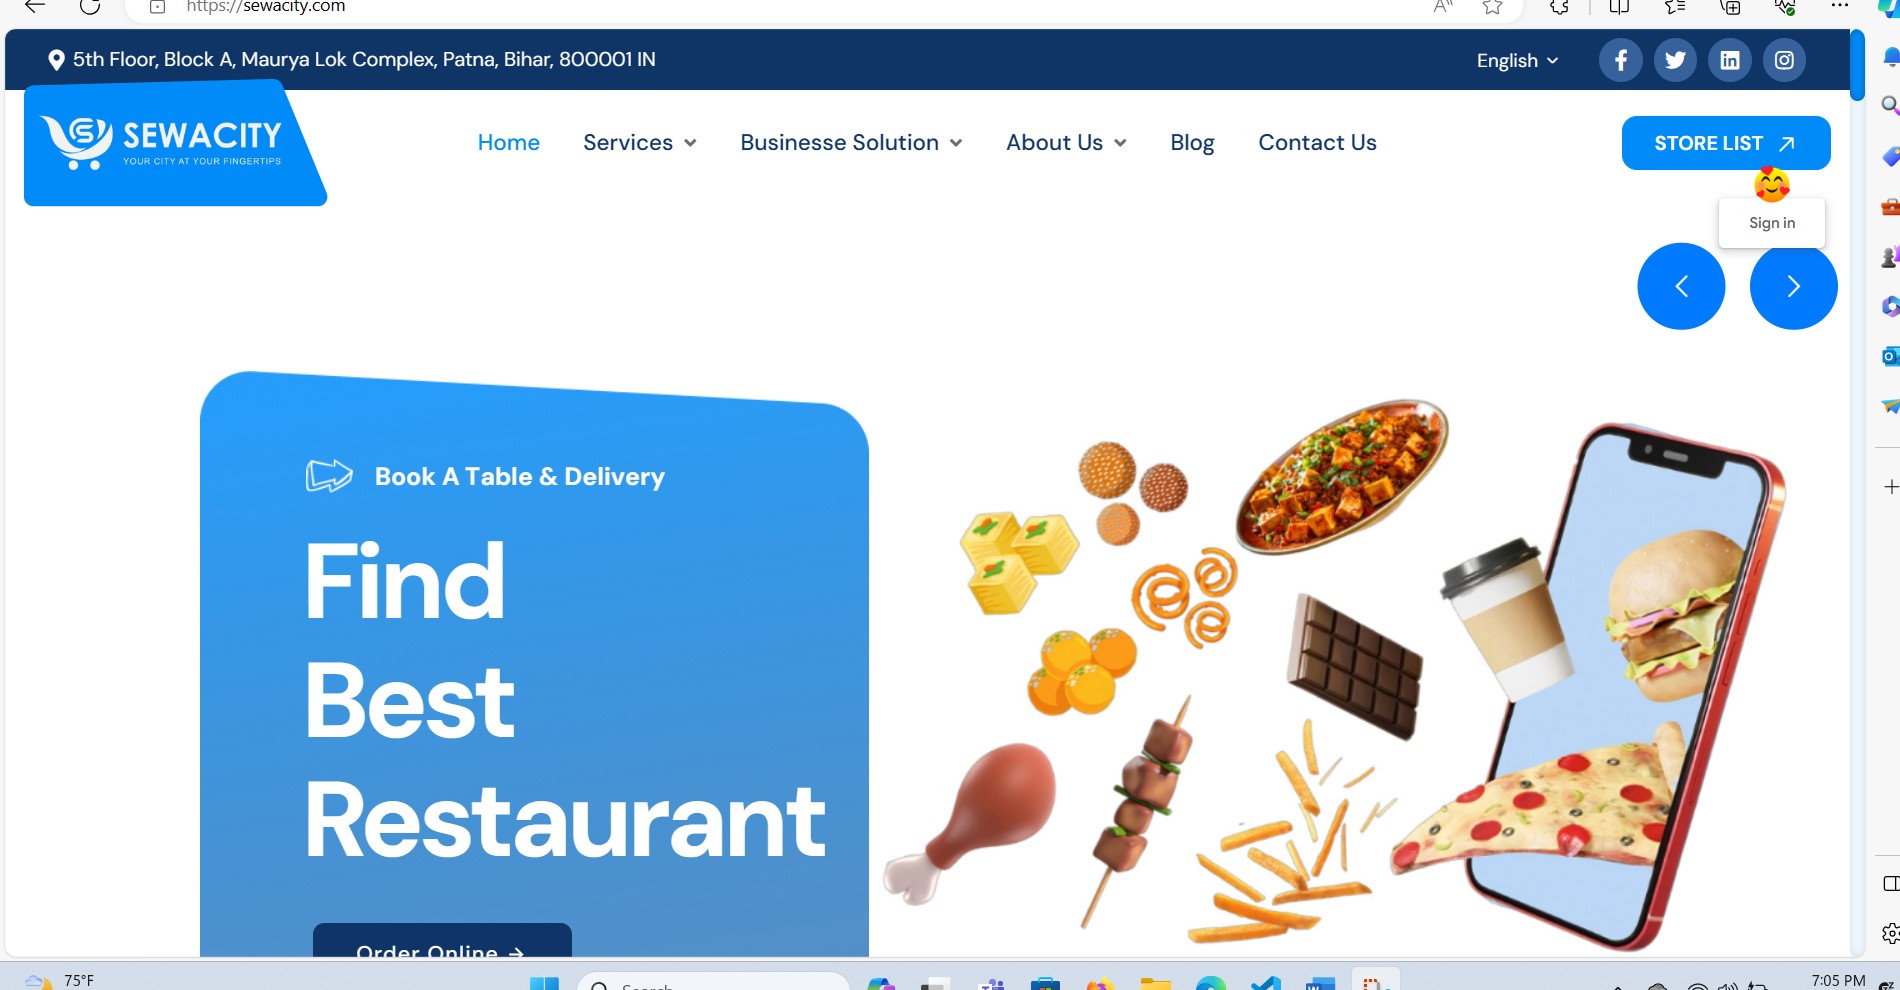 https://sewacity.com
5th Floor, Block A, Maurya Lok Complex, Patna, Bihar, 800001 IN
English
SEWACITY
YOUR CITY AT YOUR FINGERTIPS
Home Services Businesse Solution About Us Blog Contact Us
STORE LIST
Sign in
Book A Table & Delivery
Find
Best
Restaurant
Order Online →
75°F
Search
7:05 PM